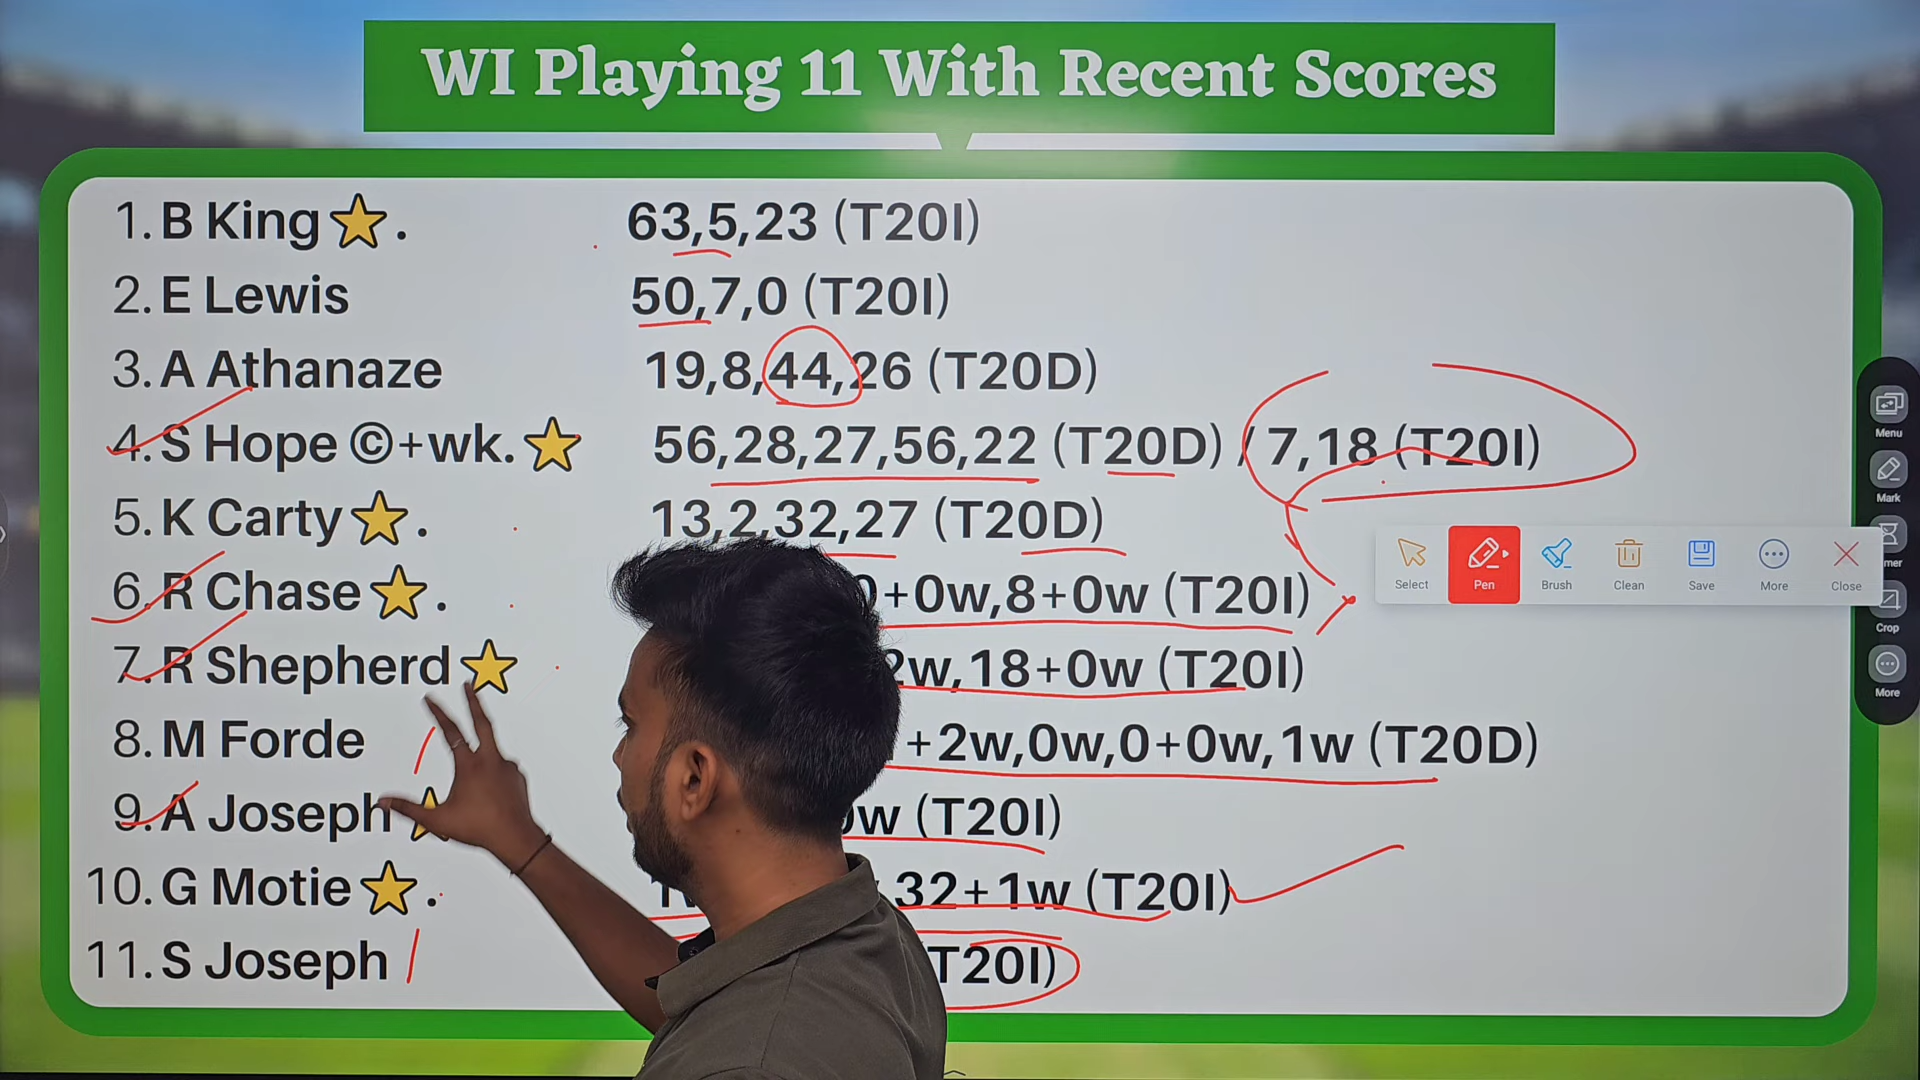 WI Playing 11 With Recent Scores
1. B King ⭐. 63,5,23 (T20I)
2. E Lewis 50,7,0 (T20I)
3. A Athanaze 19,8,44,26 (T20D)
4. S Hope ©+wk. ⭐ 56,28,27,56,22 (T20D) / 7,18 (T20I)
5. K Carty ⭐. 13,2,32,27 (T20D)
6. R Chase ⭐. +0w,8+0w (T20I)
7. R Shepherd ⭐ 2w,18+0w (T20I)
8. M Forde +2w,0w,0+0w,1w (T20D)
9. A Joseph ⭐ 0w (T20I)
10. G Motie ⭐. 32+1w (T20I)
11. S Joseph T20I)
Menu
Mark
Select
Pen
Brush
Clean
Save
More
Close
Crop
More